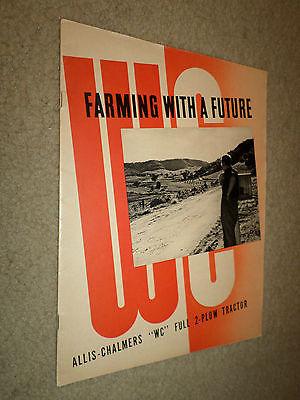 WC
FARMING WITH A FUTURE
ALLIS-CHALMERS "WC" FULL 2-PLOW TRACTOR